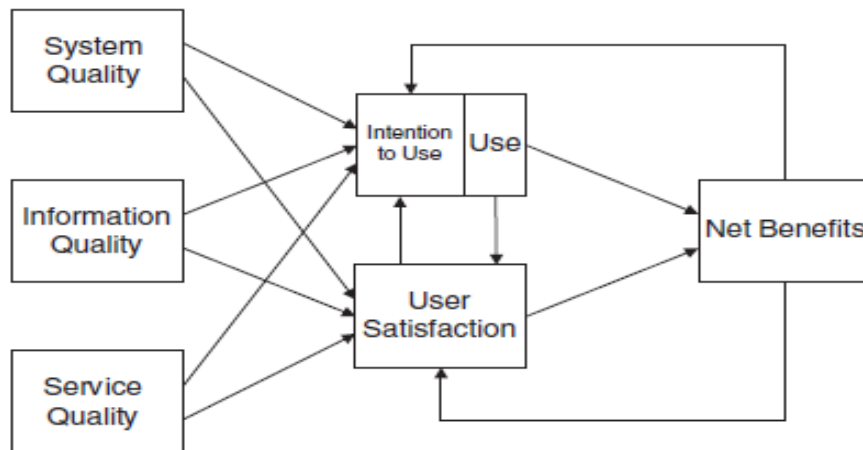 System
Quality
Intention
to Use
Use
Information
Quality
Net Benefits
User
Satisfaction
Service
Quality